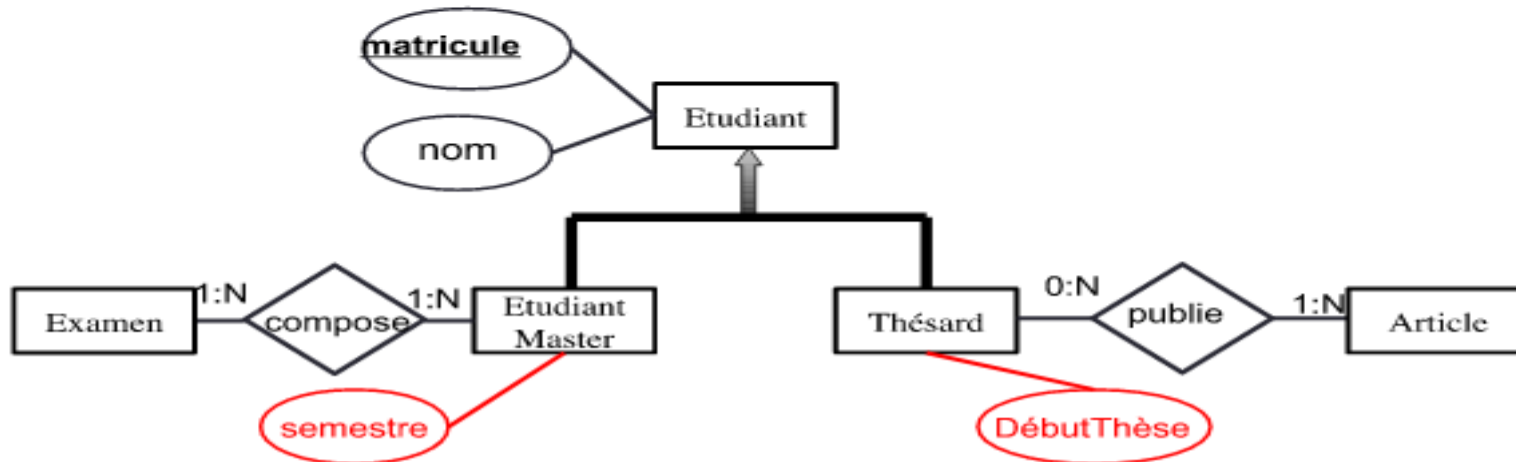 matricule
Etudiant
nom
Examen
1:N
compose
1:N
Etudiant
Master
Thésard
0:N
publie
1:N
Article
semestre
DébutThèse